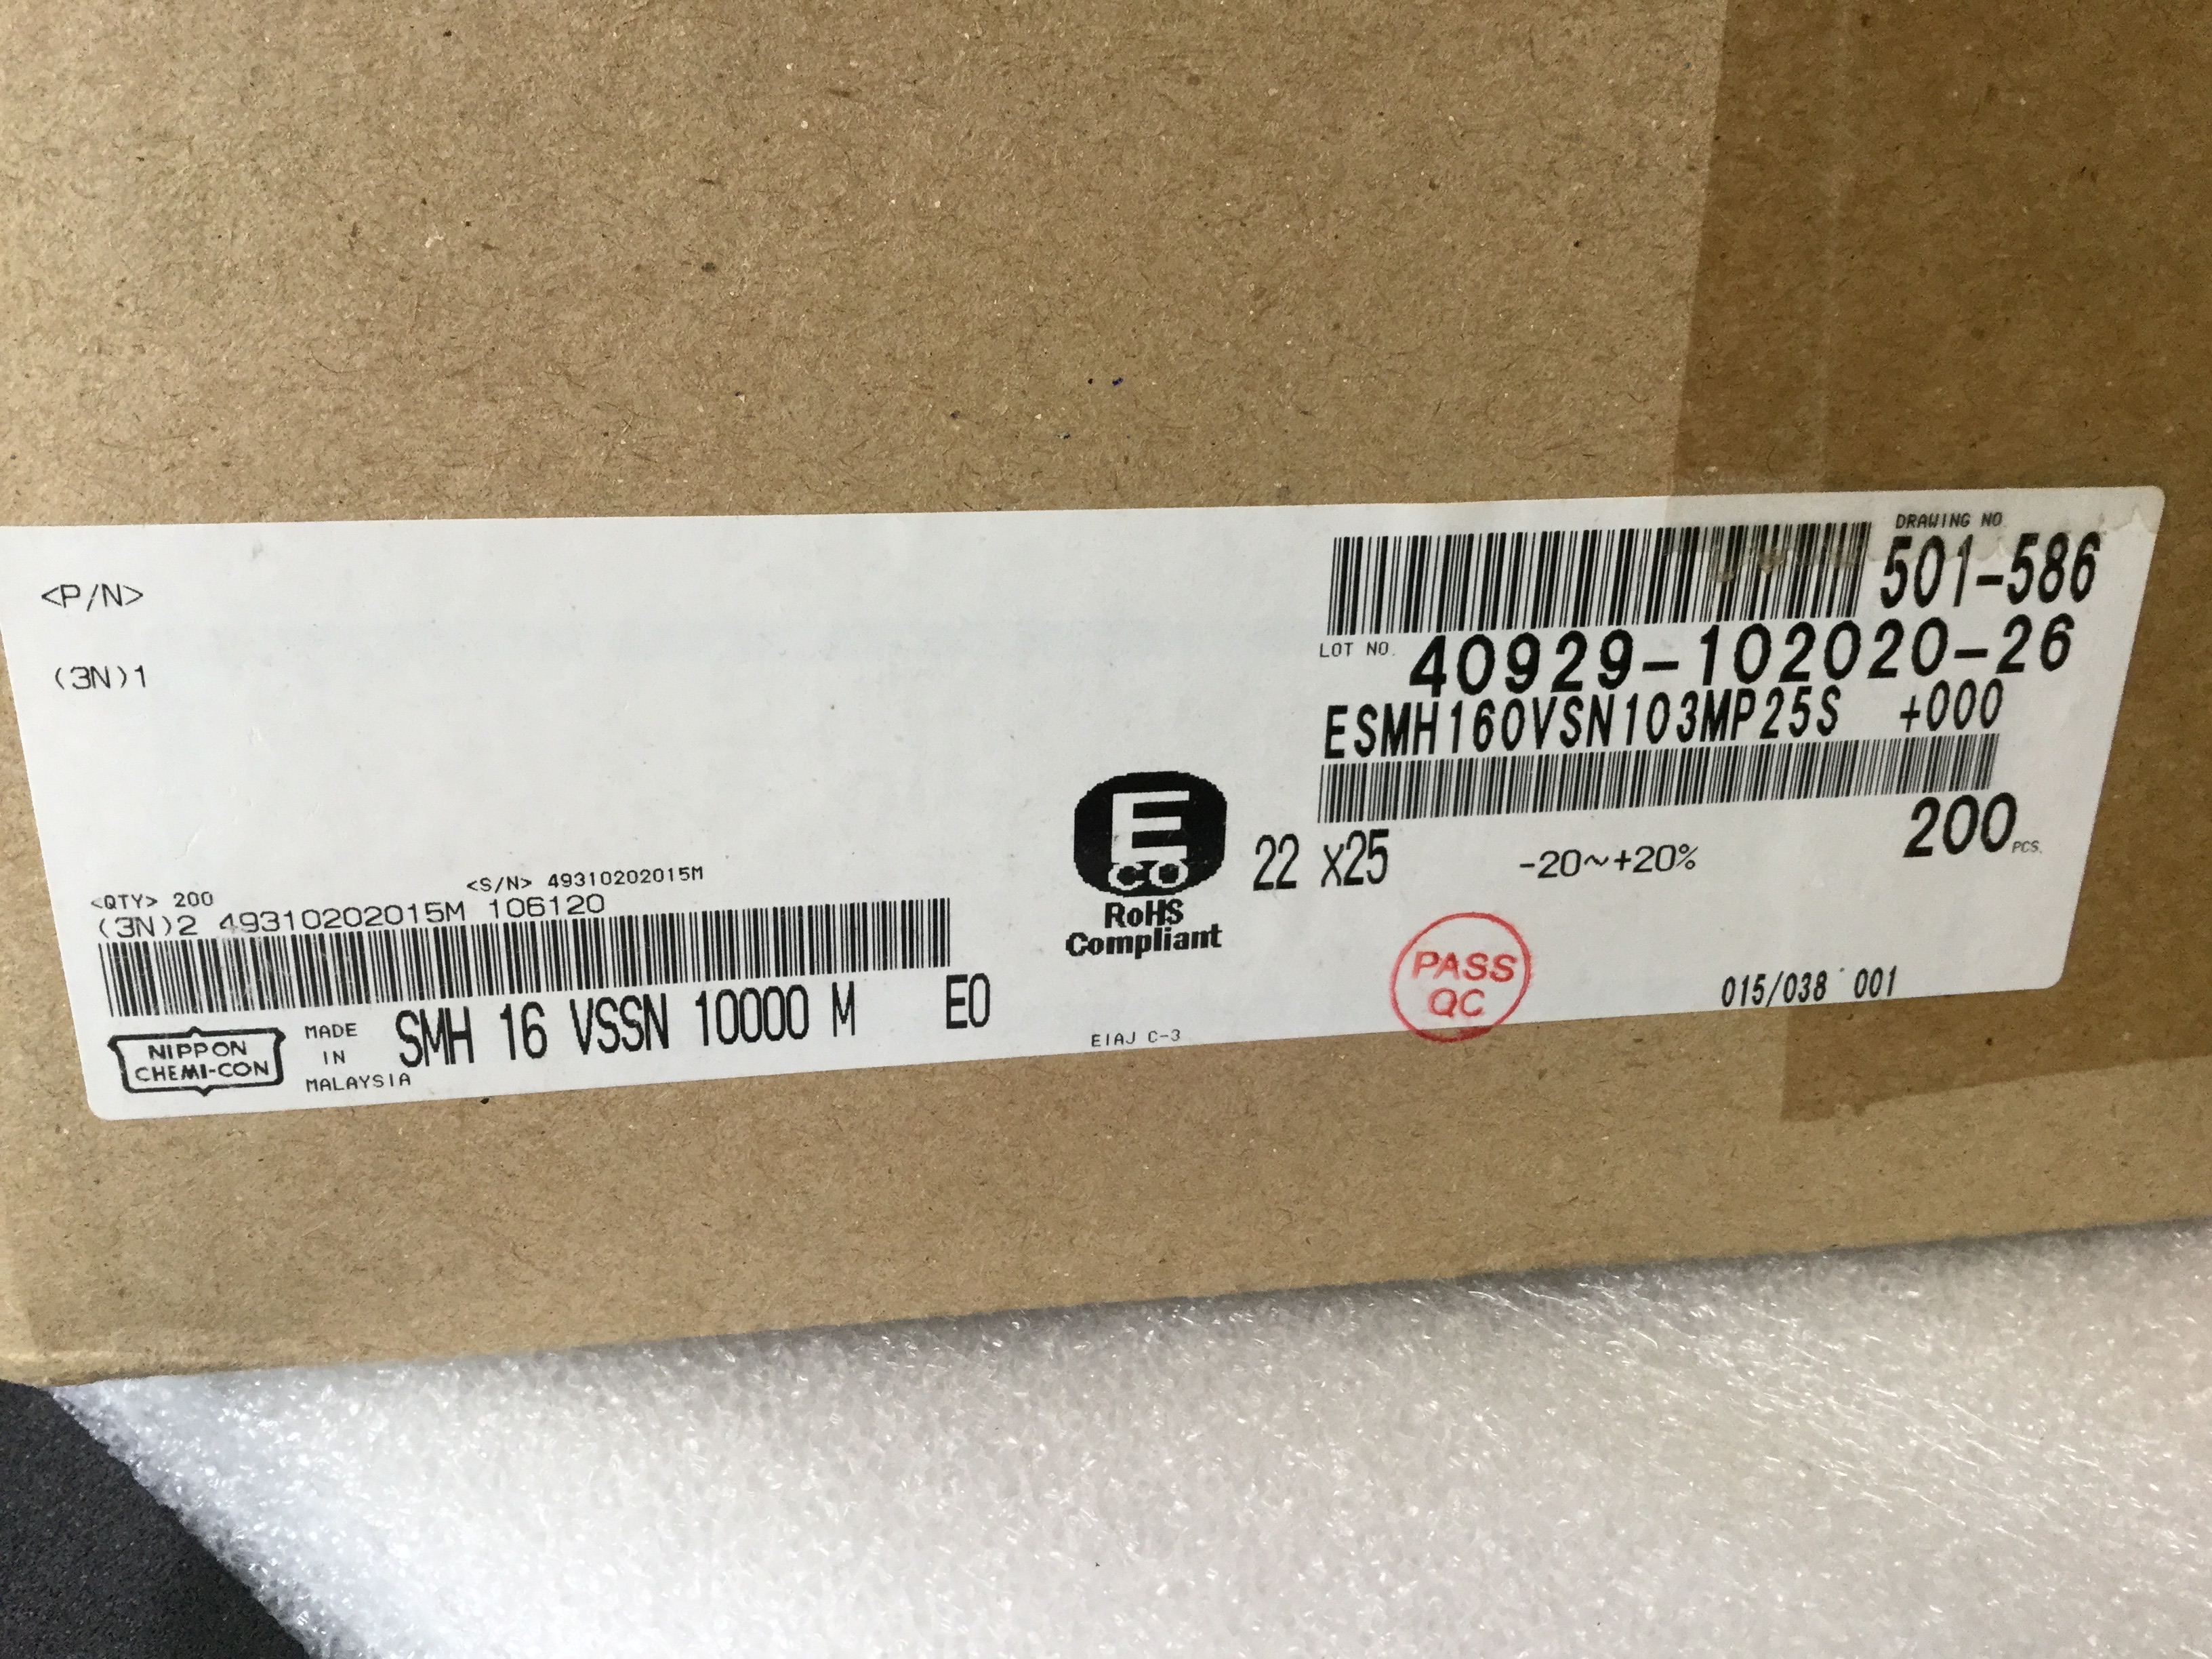 <P/N>
(3N)1
DRAWING NO
501-586
LOT NO. 40929-102020-26
ESMH160VSN103MP25S +000
E
CO
RoHS
Compliant
22 x25 -20~+20% 200 PCS.
<QTY> 200 <S/N> 49310202015M
(3N)2 49310202015M 106120
PASS
QC
015/038 001
NIPPON
CHEMI-CON
MADE
IN
MALAYSIA
SMH 16 VSSN 10000 M E0
EIAJ C-3